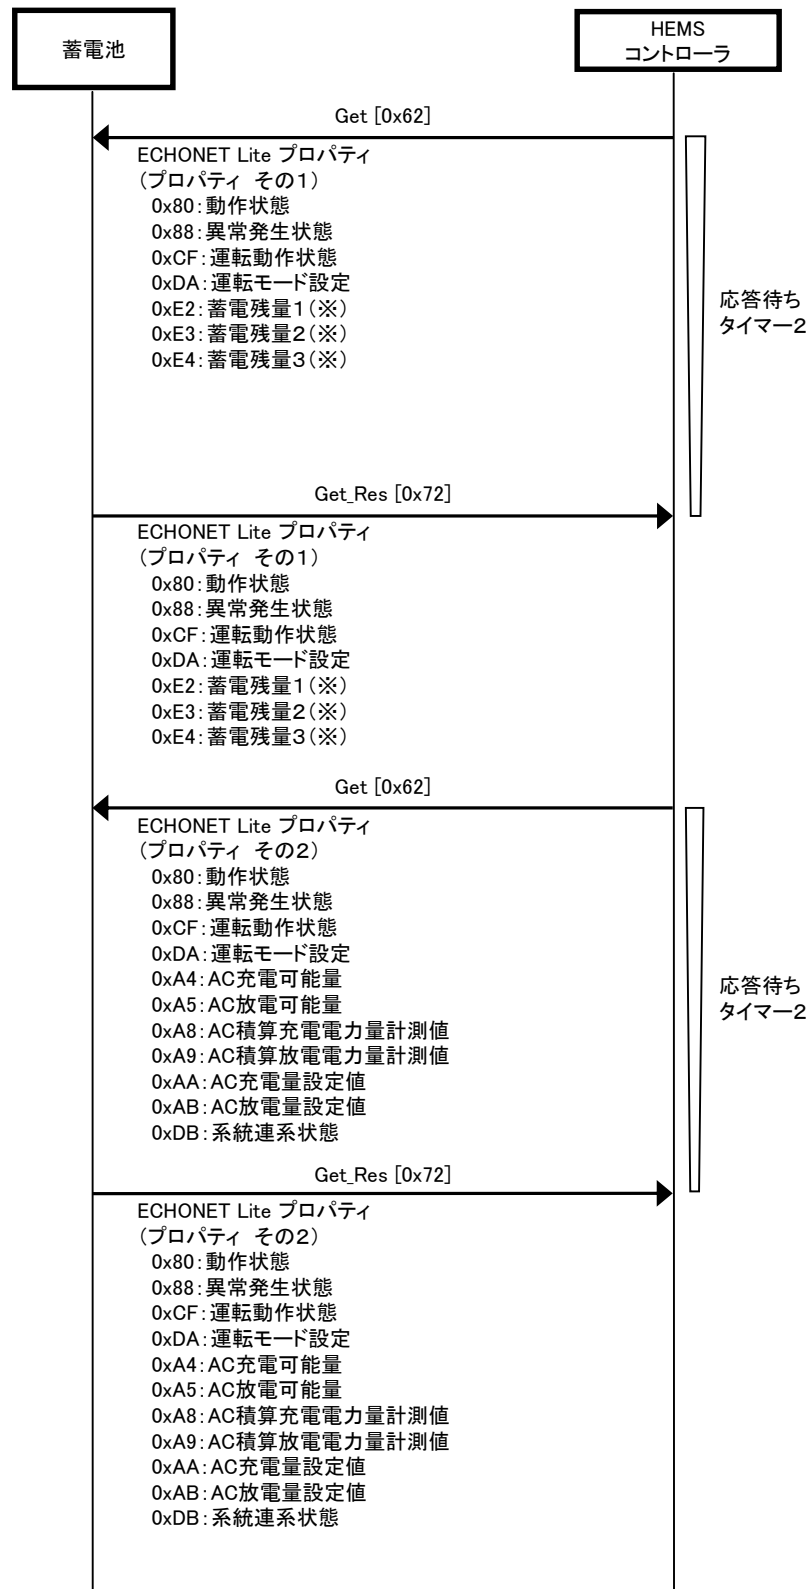 蓄電池
HEMS
コントローラ
Get [0x62]
ECHONET Lite プロパティ
（プロパティ その1）
0x80：動作状態
0x88：異常発生状態
0xCF：運転動作状態
0xDA：運転モード設定
0xE2：蓄電残量1（※）
0xE3：蓄電残量2（※）
0xE4：蓄電残量3（※）
応答待ち
タイマー2
Get_Res [0x72]
ECHONET Lite プロパティ
（プロパティ その1）
0x80：動作状態
0x88：異常発生状態
0xCF：運転動作状態
0xDA：運転モード設定
0xE2：蓄電残量1（※）
0xE3：蓄電残量2（※）
0xE4：蓄電残量3（※）
Get [0x62]
ECHONET Lite プロパティ
（プロパティ その2）
0x80：動作状態
0x88：異常発生状態
0xCF：運転動作状態
0xDA：運転モード設定
0xA4：AC充電可能量
0xA5：AC放電可能量
0xA8：AC積算充電電力量計測値
0xA9：AC積算放電電力量計測値
0xAA：AC充電量設定値
0xAB：AC放電量設定値
0xDB：系統連系状態
応答待ち
タイマー2
Get_Res [0x72]
ECHONET Lite プロパティ
（プロパティ その2）
0x80：動作状態
0x88：異常発生状態
0xCF：運転動作状態
0xDA：運転モード設定
0xA4：AC充電可能量
0xA5：AC放電可能量
0xA8：AC積算充電電力量計測値
0xA9：AC積算放電電力量計測値
0xAA：AC充電量設定値
0xAB：AC放電量設定値
0xDB：系統連系状態